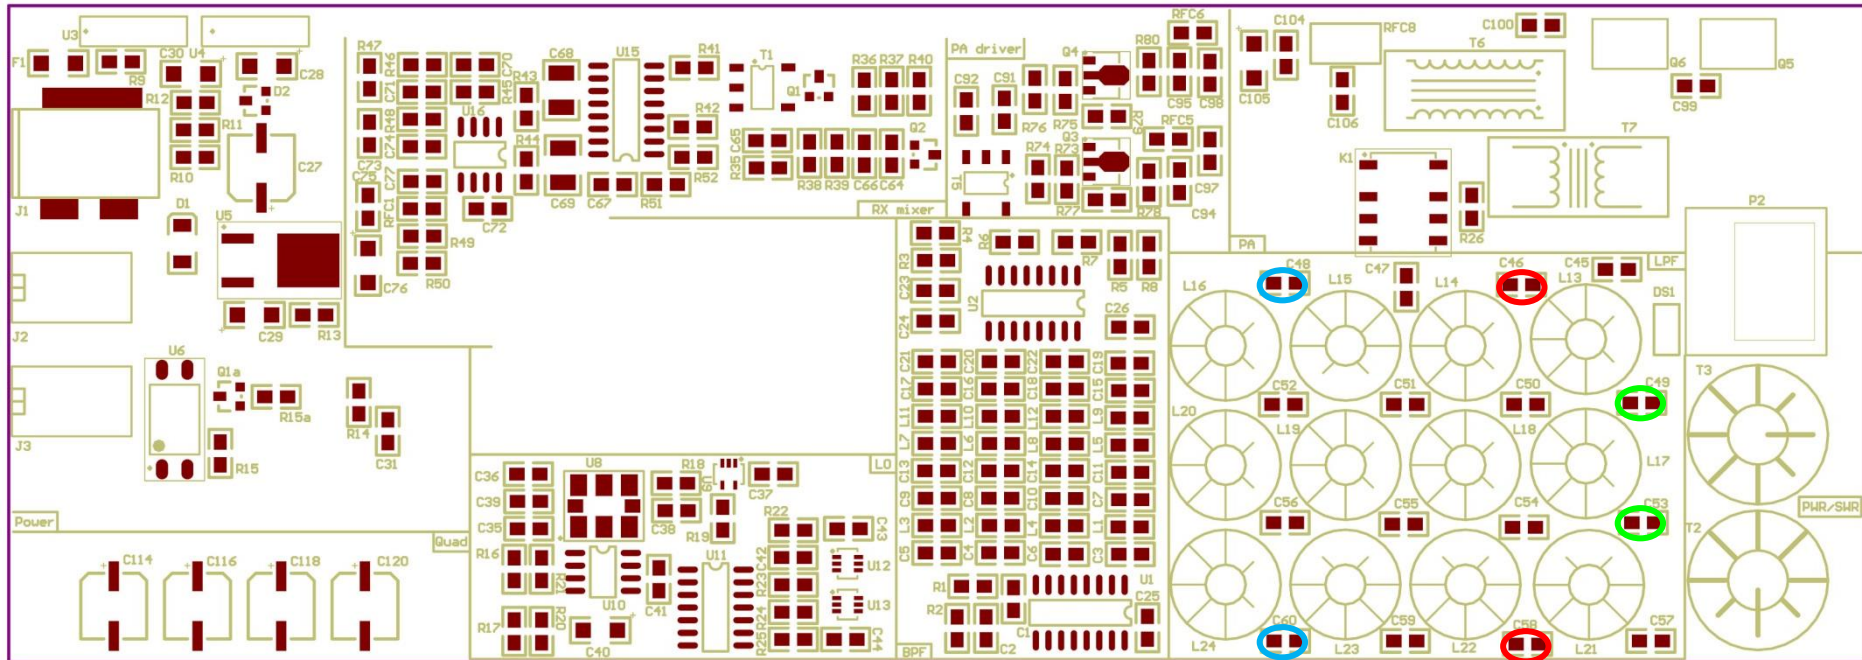 U3
U4
F1
R9
C30
C28
R12
D2
R11
R10
C27
J1
D1
U5
J2
C29
R13
U6
J3
Q1a
R15a
R15
R14
C31
Power
Quad
C114
C116
C118
C120
R47
R46
C70
C71
R45
R48
U16
C74
C73
C75
C77
RFC1
C72
R49
R50
C76
C68
R43
R44
C69
U15
R41
R42
R52
C67
R51
T1
Q1
C65
R35
R36
R37
R40
Q2
R38
R39
C66
C64
RX mixer
PA driver
C92
C91
R76
R75
Q4
R79
Q3
R74
R73
T5
R77
R78
R80
RFC6
C95
C98
RFC5
C97
C94
PA
C105
C104
RFC8
C106
C100
T6
Q6
Q5
C99
T7
K1
R26
P2
R4
R3
R6
R7
R5
R8
C23
C24
U2
C26
C21
C20
C22
C19
C17
C16
C18
C15
L11
L10
L12
L9
L7
L6
L8
L5
C13
C12
C14
C11
C9
C8
C10
C7
L3
L2
L4
L1
C5
C4
C6
C3
R1
R2
C1
C2
U1
C25
BPF
LO
C36
C39
C35
R16
R21
R17
R20
U8
U10
C40
R18
U9
C38
R19
C37
C41
U11
R22
C42
R23
R24
R25
C43
U12
U13
C44
LPF
C48
L16
L15
C47
L14
C46
L13
C45
DS1
C52
C51
C50
C49
L20
L19
L18
L17
C56
C55
C54
C53
C60
C59
C58
C57
L24
L23
L22
L21
T3
T2
PWR/SWR